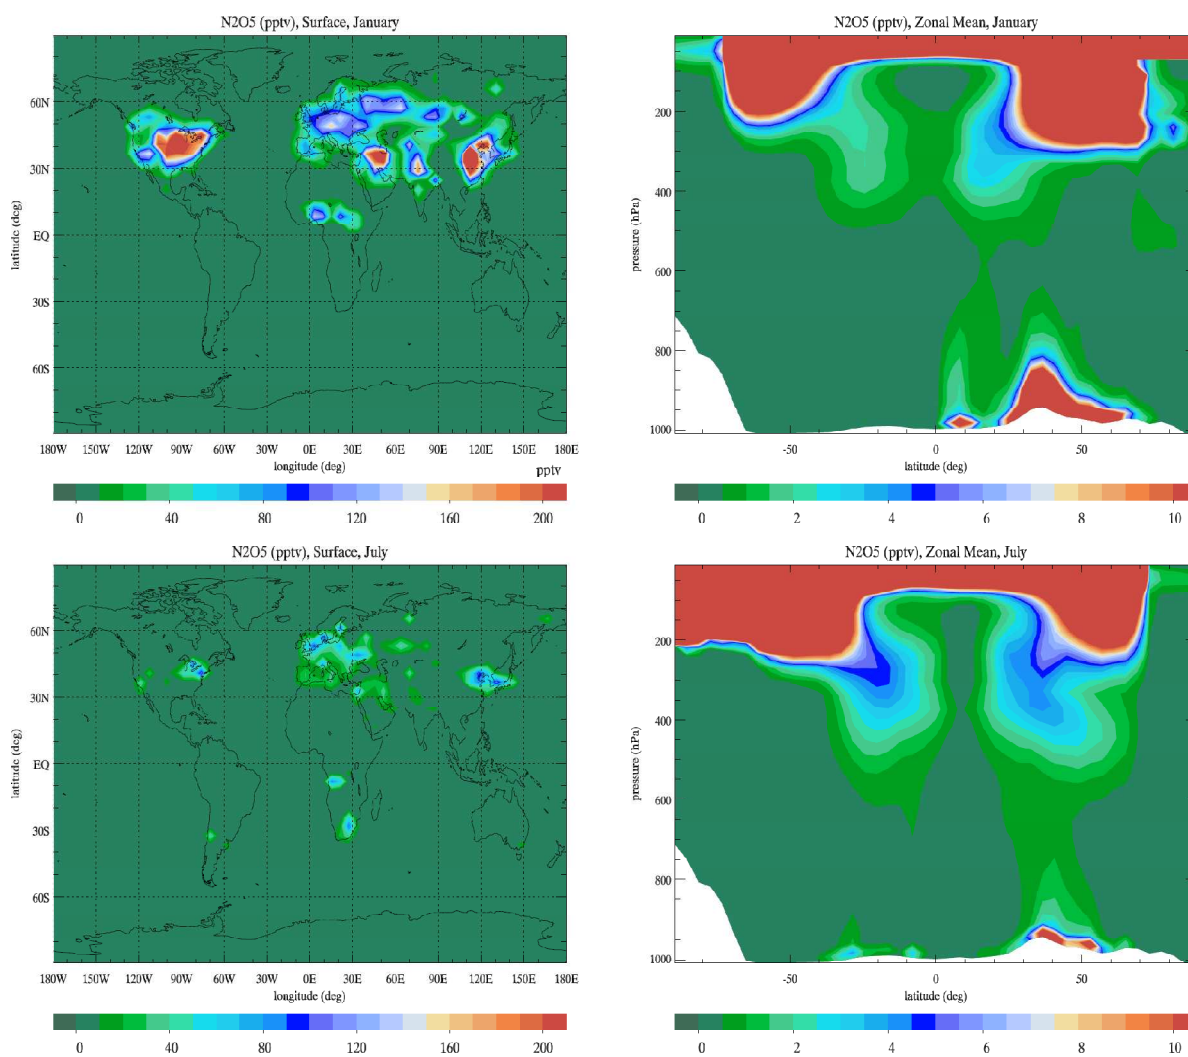 N2O5 (pptv), Surface, January
latitude (deg)
60N
30N
EQ
30S
60S
180W 150W 120W 90W 60W 30W 0E 30E 60E 90E 120E 150E 180E
longitude (deg)
pptv
0 40 80 120 160 200
N2O5 (pptv), Zonal Mean, January
pressure (hPa)
200
400
600
800
1000
-50 0 50
latitude (deg)
0 2 4 6 8 10
N2O5 (pptv), Surface, July
latitude (deg)
60N
30N
EQ
30S
60S
180W 150W 120W 90W 60W 30W 0E 30E 60E 90E 120E 150E 180E
longitude (deg)
0 40 80 120 160 200
N2O5 (pptv), Zonal Mean, July
pressure (hPa)
200
400
600
800
1000
-50 0 50
latitude (deg)
0 2 4 6 8 10